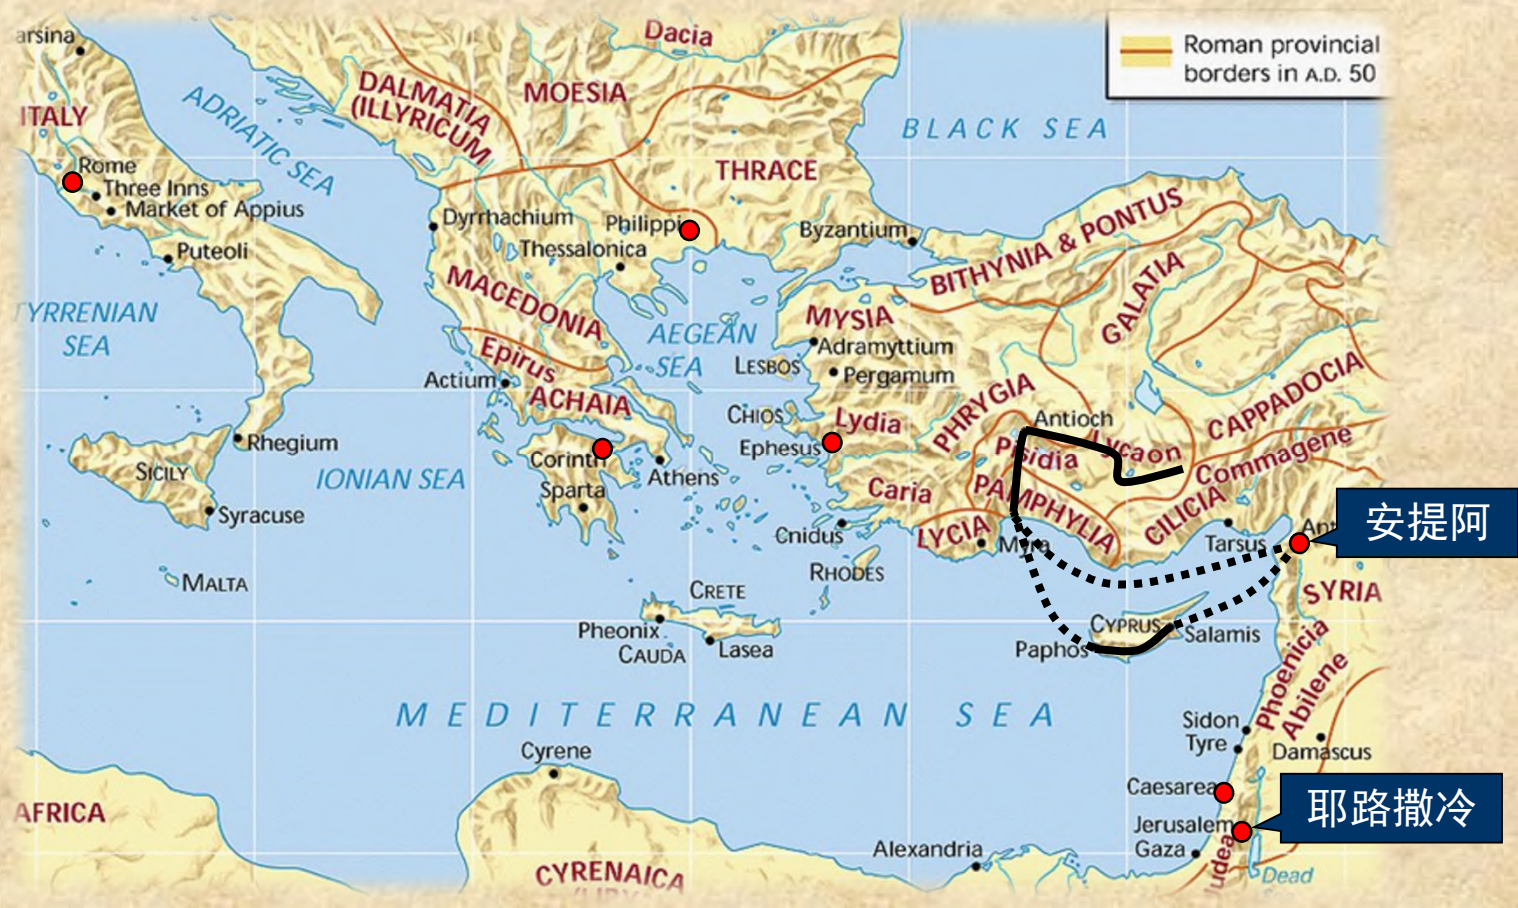 Roman provincial
borders in A.D. 50
arsina
Dacia
DALMATIA
(ILLYRICUM
MOESIA
ITALY
ADRIATIC SEA
BLACK SEA
THRACE
Rome
Three Inns
Market of Appius
Puteoli
Dyrrhachium
Philippi
Thessalonica
Byzantium
BITHYNIA & PONTUS
GALATIA
MACEDONIA
TYRRENIAN
SEA
AEGEAN
SEA
MYSIA
Adramyttium
Pergamum
LESBOS
Epirus
Actium
ACHAIA
CHIOS
Lydia
Ephesus
PHRYGIA
Antioch
Pisidia
Lycaon
CAPPADOCIA
Commagene
Rhegium
SICILY
Syracuse
IONIAN SEA
Corinth
Sparta
Athens
Caria
PAMPHYLIA
CILICIA
LYCIA
Cnidus
Myra
Tarsus
Ant
安提阿
RHODES
MALTA
CRETE
Pheonix
CAUDA
Lasea
CYPRUS
Salamis
Paphos
SYRIA
Phoenicia
Abilene
MEDITERRANEAN SEA
Sidon
Tyre
Damascus
Cyrene
Caesarea
耶路撒冷
Jerusalem
Gaza
Judea
AFRICA
CYRENAICA
Alexandria
Dead